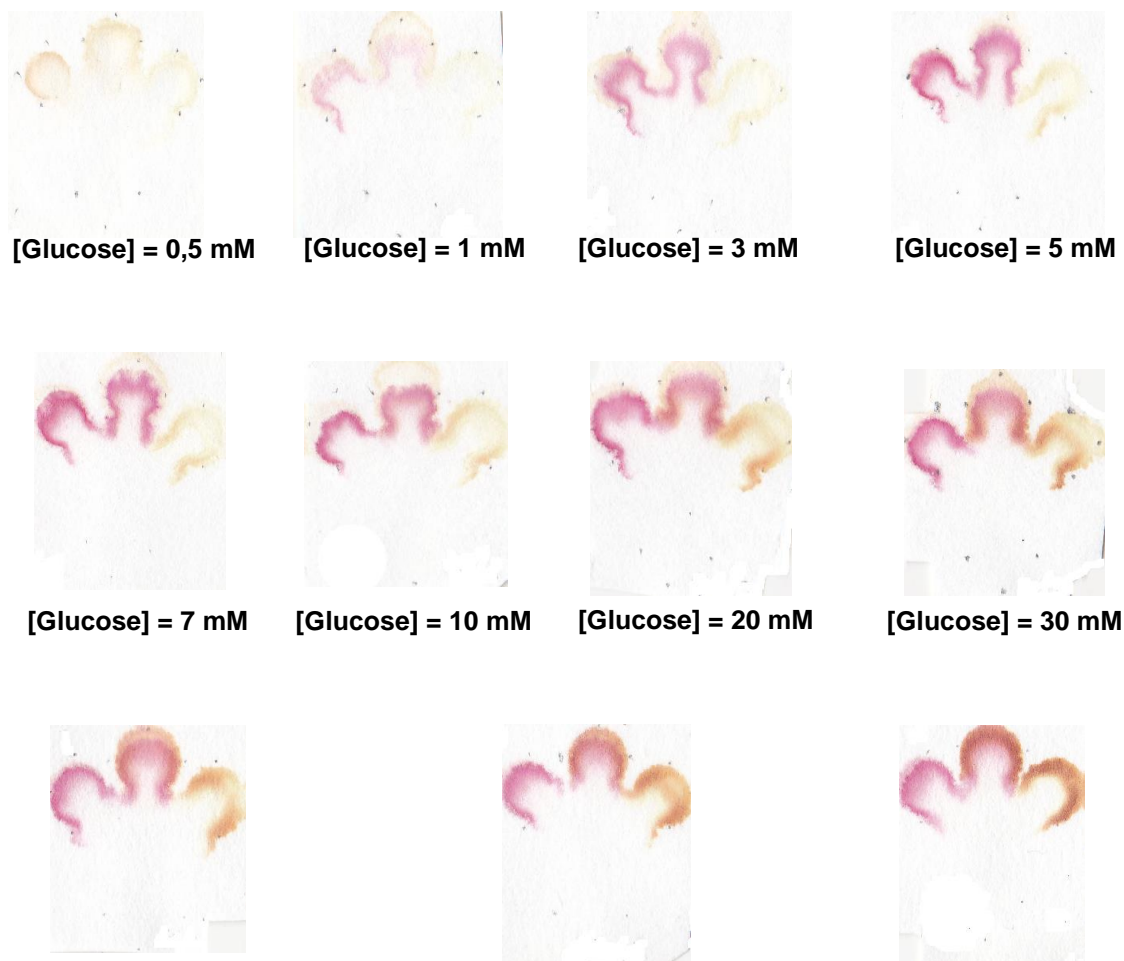 [Glucose] = 0,5 mM
[Glucose] = 1 mM
[Glucose] = 3 mM
[Glucose] = 5 mM
[Glucose] = 7 mM
[Glucose] = 10 mM
[Glucose] = 20 mM
[Glucose] = 30 mM